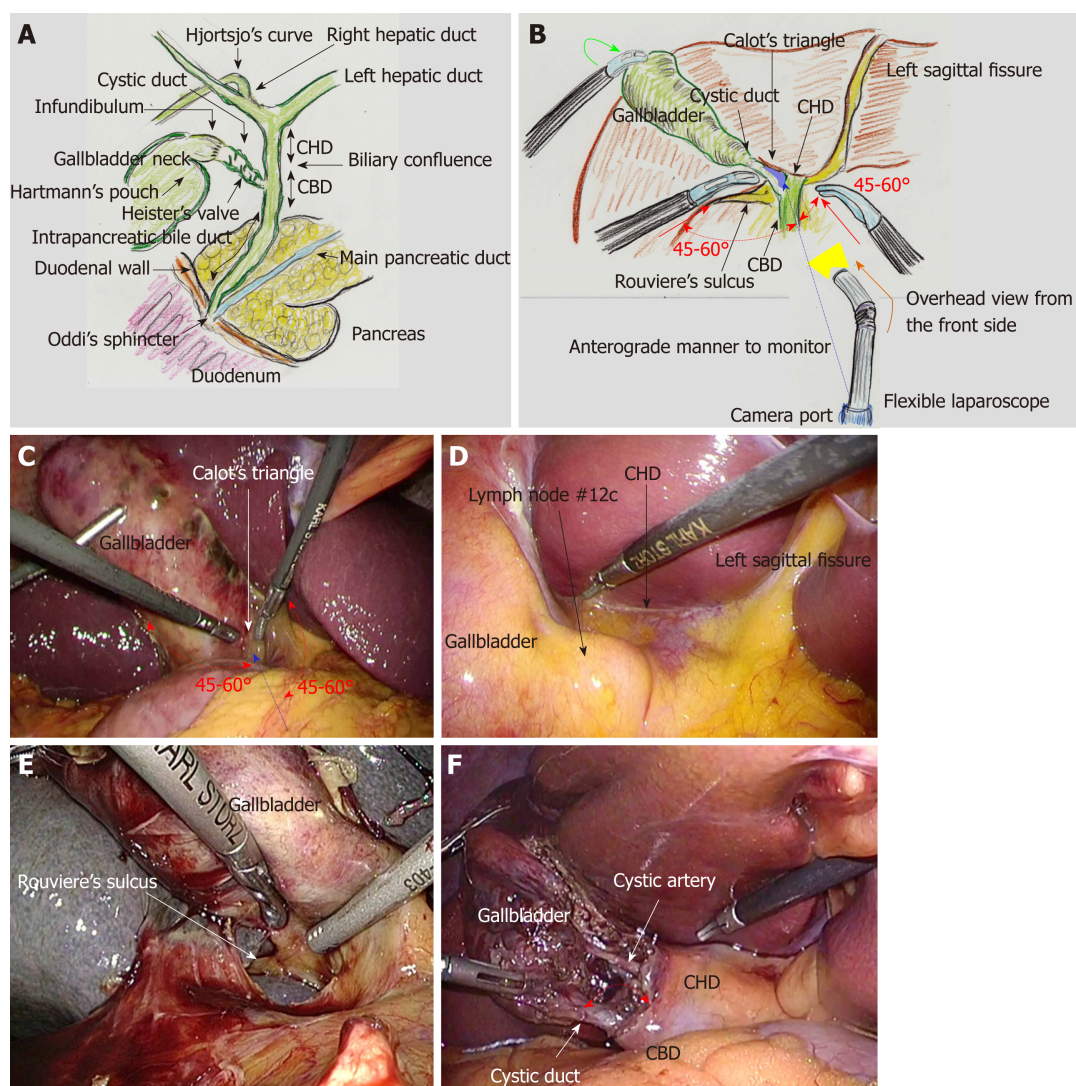 A
Hjortsjo's curve
Right hepatic duct
Cystic duct
Left hepatic duct
Infundibulum
CHD
Gallbladder neck
Biliary confluence
Hartmann's pouch
CBD
Heister's valve
Intrapancreatic bile duct
Duodenal wall
Main pancreatic duct
Oddi's sphincter
Pancreas
Duodenum
B
Calot's triangle
Left sagittal fissure
Cystic duct
CHD
Gallbladder
45-60°
45-60°
CBD
Rouviere's sulcus
Overhead view from
the front side
Anterograde manner to monitor
Flexible laparoscope
Camera port
C
Calot's triangle
KARL STORZ
Gallbladder
45-60°
45-60°
D
CHD
Lymph node #12c
KARL STORZ
Left sagittal fissure
Gallbladder
E
KARL STORZ
Gallbladder
Rouviere's sulcus
F
Cystic artery
Gallbladder
CHD
CBD
Cystic duct